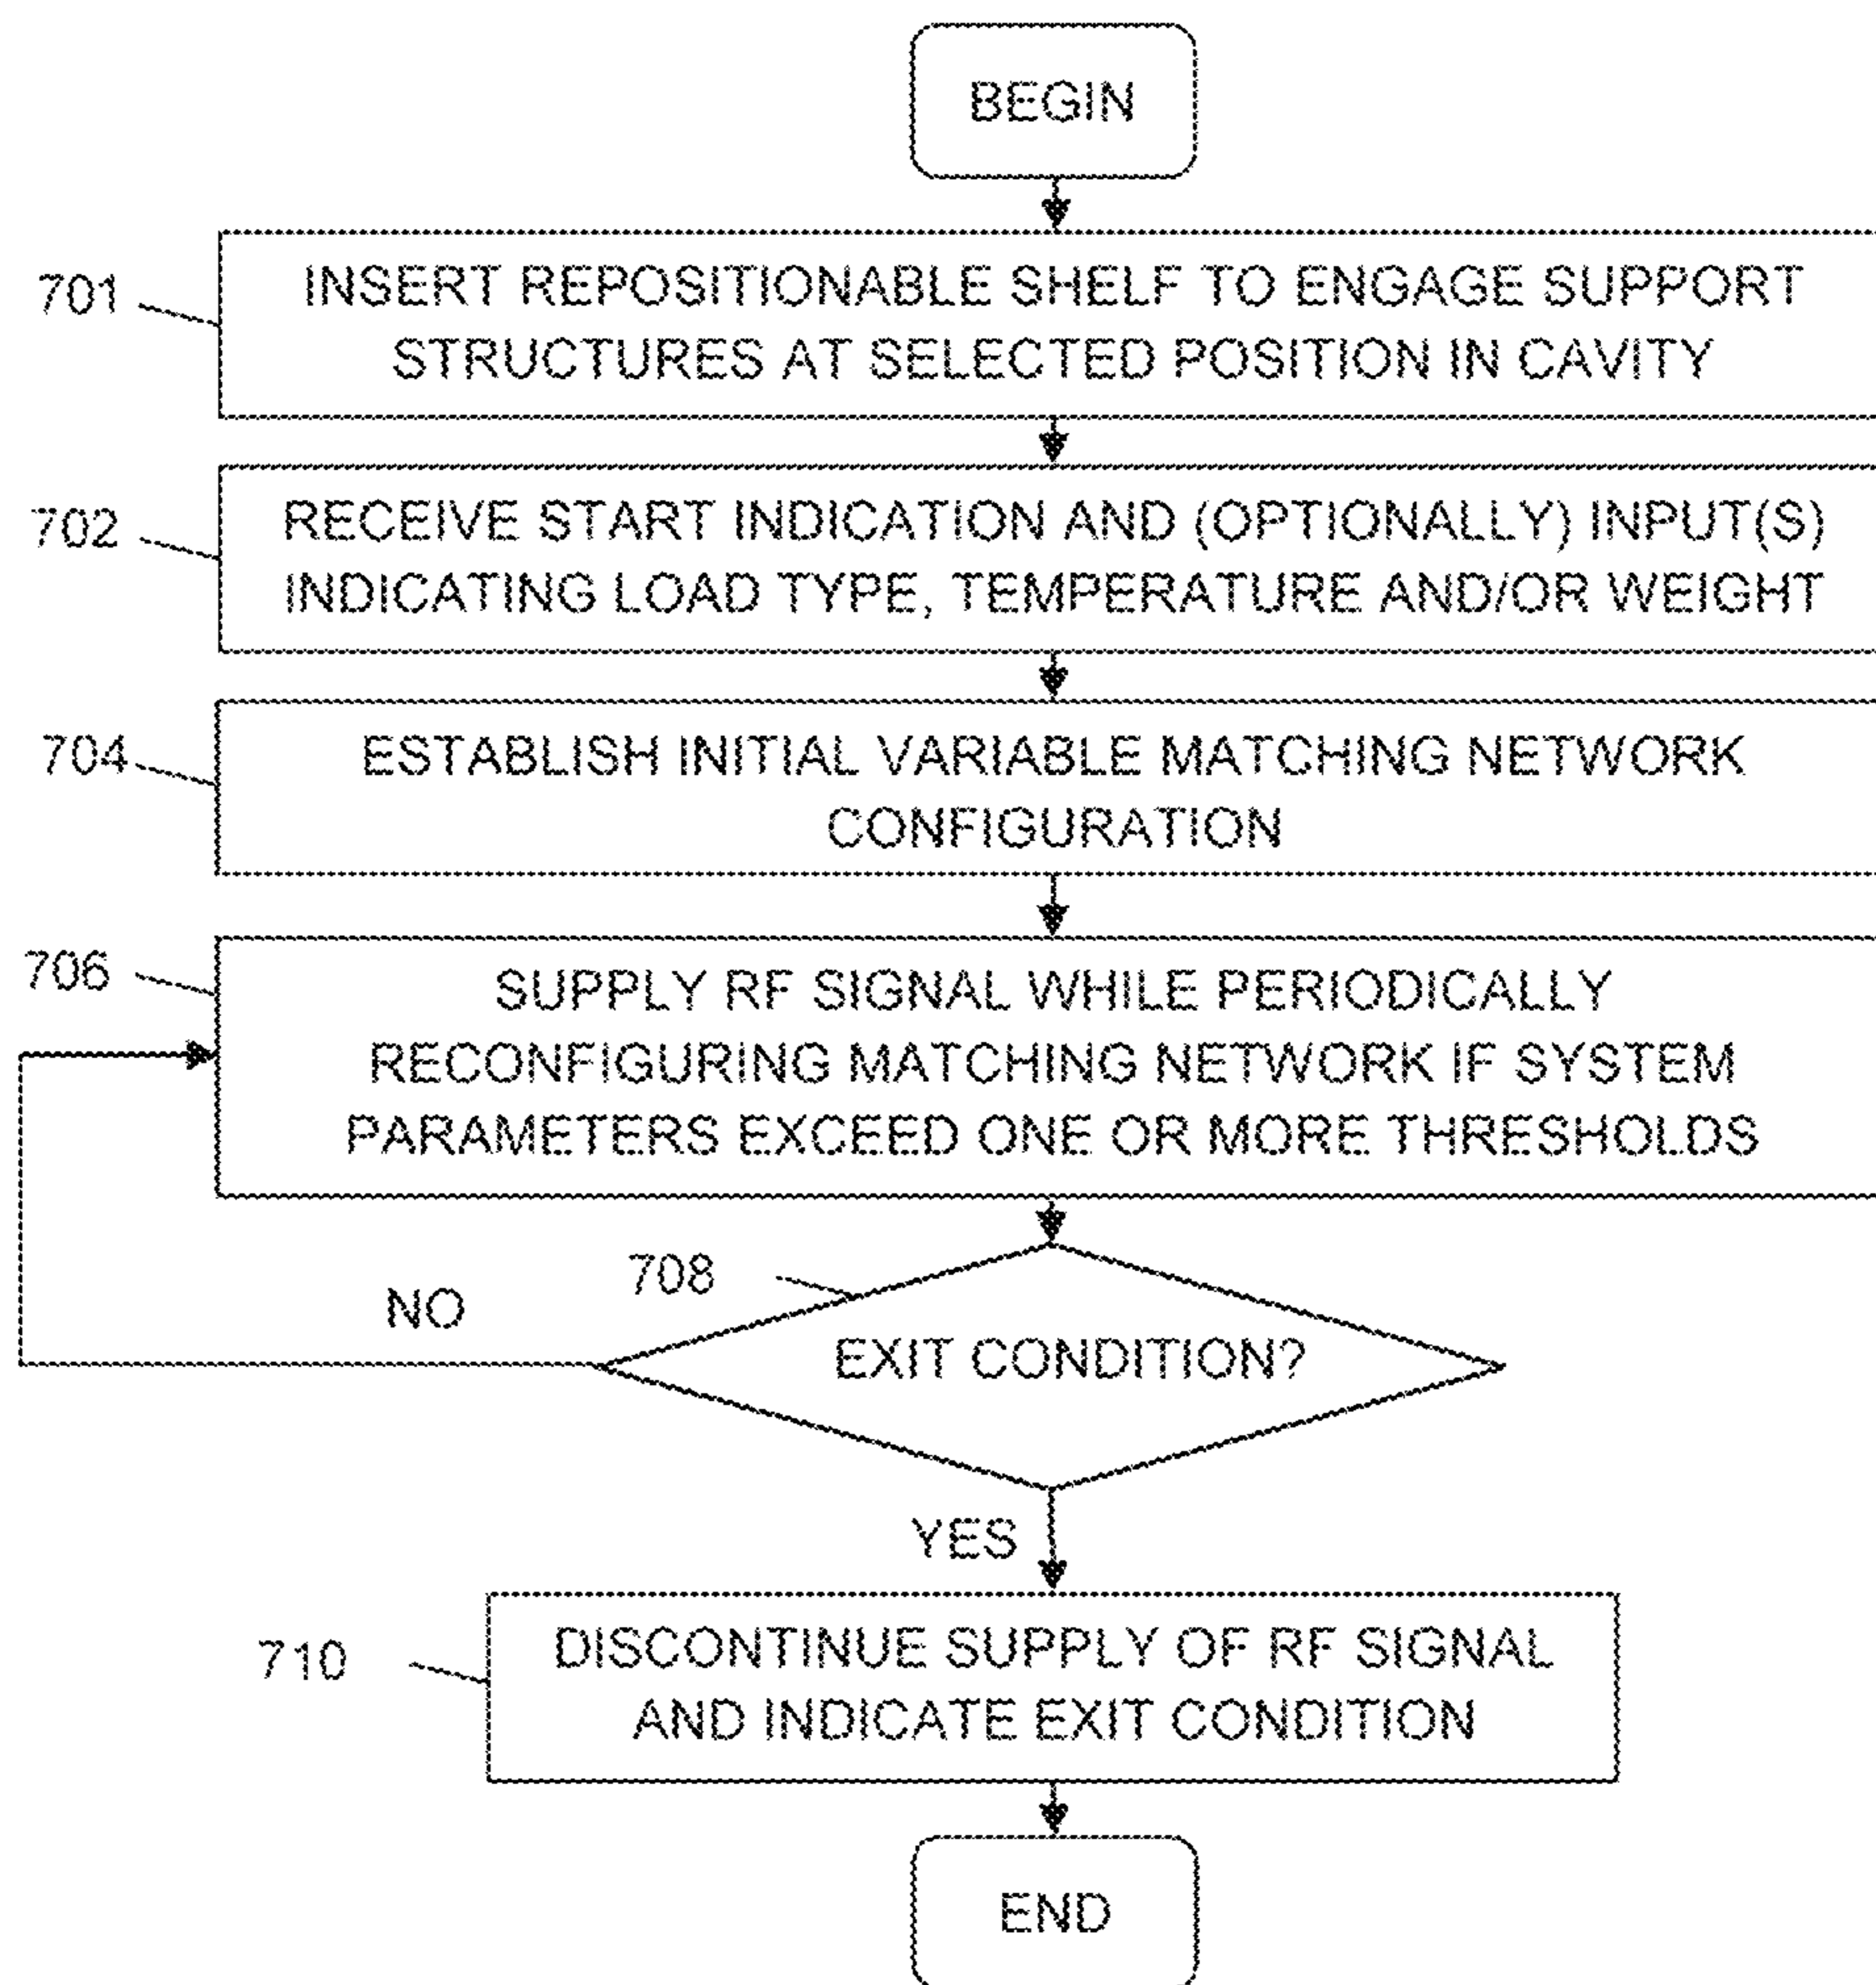 BEGIN
701
INSERT REPOSITIONABLE SHELF TO ENGAGE SUPPORT
STRUCTURES AT SELECTED POSITION IN CAVITY
702
RECEIVE START INDICATION AND (OPTIONALLY) INPUT(S)
INDICATING LOAD TYPE, TEMPERATURE AND/OR WEIGHT
704
ESTABLISH INITIAL VARIABLE MATCHING NETWORK
CONFIGURATION
706
SUPPLY RF SIGNAL WHILE PERIODICALLY
RECONFIGURING MATCHING NETWORK IF SYSTEM
PARAMETERS EXCEED ONE OR MORE THRESHOLDS
708
NO
EXIT CONDITION?
YES
710
DISCONTINUE SUPPLY OF RF SIGNAL
AND INDICATE EXIT CONDITION
END